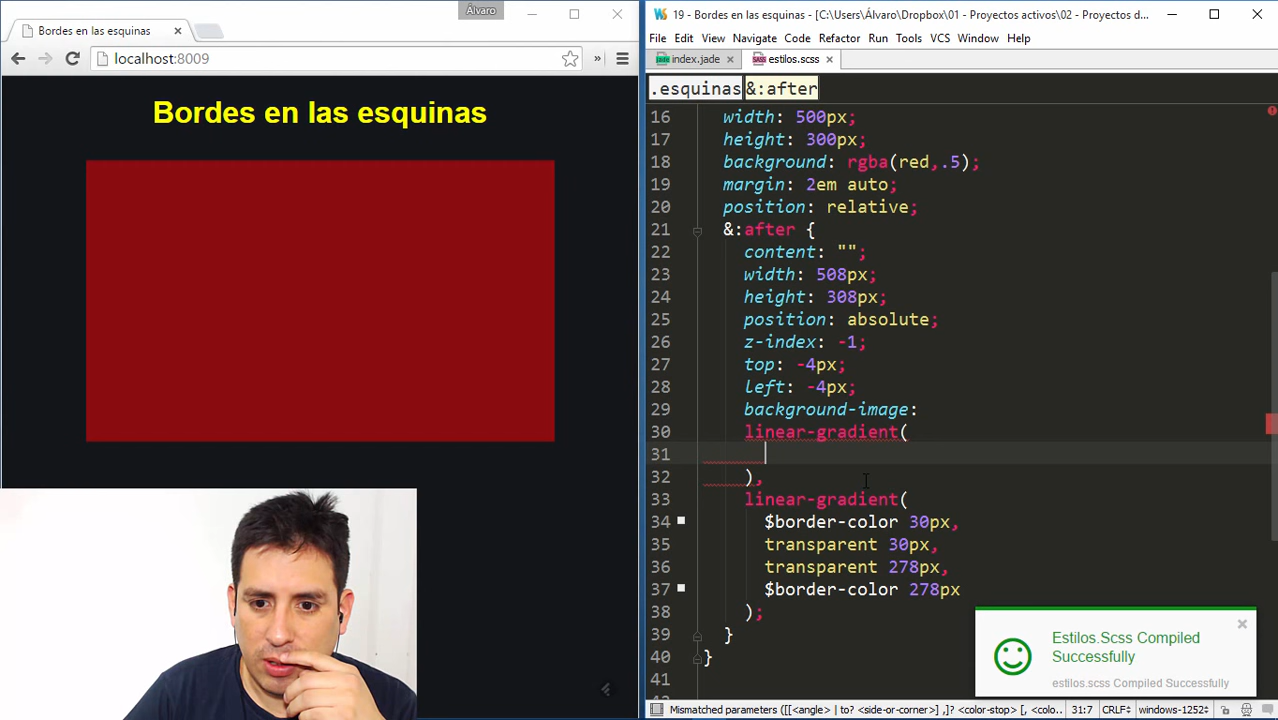 Álvaro
Bordes en las esquinas
localhost:8009
Bordes en las esquinas
19 - Bordes en las esquinas - [C:\Users\Álvaro\Dropbox\01 - Proyectos activos\02 - Proyectos d...
File Edit View Navigate Code Refactor Run Tools VCS Window Help
index.jade estilos.scss
.esquinas &:after
16 width: 500px;
17 height: 300px;
18 background: rgba(red,.5);
19 margin: 2em auto;
20 position: relative;
21 &:after {
22 content: "";
23 width: 508px;
24 height: 308px;
25 position: absolute;
26 z-index: -1;
27 top: -4px;
28 left: -4px;
29 background-image:
30 linear-gradient(
31
32 ),
33 linear-gradient(
34 $border-color 30px,
35 transparent 30px,
36 transparent 278px,
37 $border-color 278px
38 );
39 }
40 }
41
Estilos.Scss Compiled
Successfully
estilos.scss Compiled Successfully
Mismatched parameters ([[<angle> | to? <side-or-corner>] ,]? <color-stop> [, <colo... 31:7 CRLF windows-1252